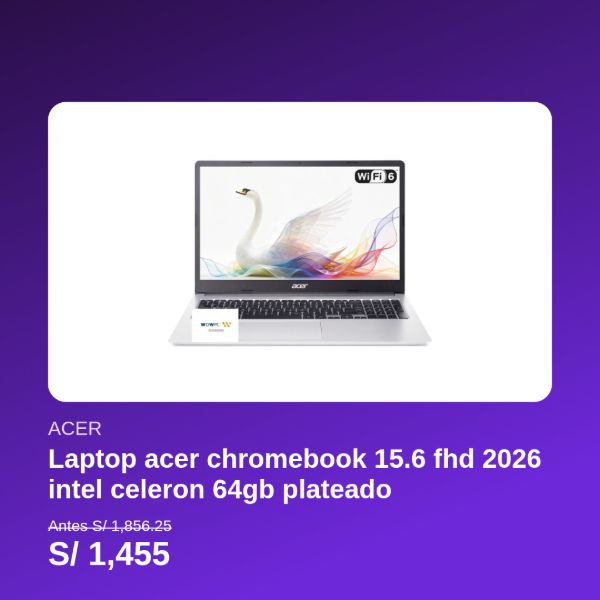 WiFi 6
acer
WOWPC
ACER
Laptop acer chromebook 15.6 fhd 2026
intel celeron 64gb plateado
Antes S/ 1,856.25
S/ 1,455